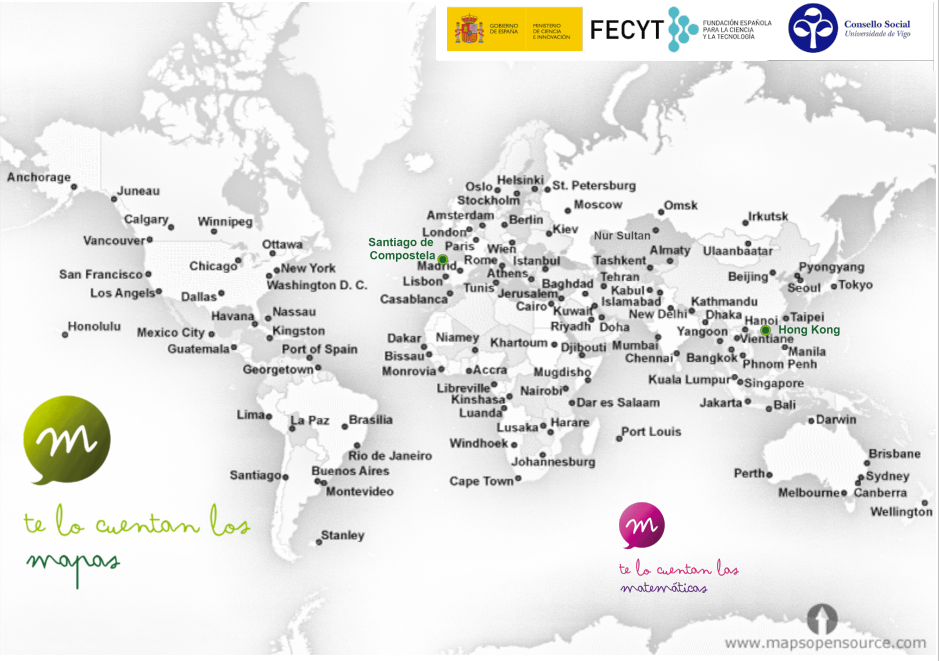 GOBIERNO
DE ESPAÑA
MINISTERIO
DE CIENCIA
E INNOVACIÓN
FECYT
FUNDACIÓN ESPAÑOLA
PARA LA CIENCIA
Y LA TECNOLOGÍA
Consello Social
Universidade de Vigo
Anchorage
Juneau
Calgary
Winnipeg
Vancouver
Ottawa
Chicago
New York
San Francisco
Washington D. C.
Los Angeles
Dallas
Havana
Nassau
Honolulu
Mexico City
Kingston
Guatemala
Port of Spain
Georgetown
Lima
La Paz
Brasilia
Rio de Janeiro
Santiago
Buenos Aires
Montevideo
Stanley
Oslo
Helsinki
St. Petersburg
Stockholm
Moscow
Omsk
Irkutsk
Amsterdam
Berlin
London
Kiev
Nur Sultan
Santiago de
Compostela
Paris
Wien
Almaty
Ulaanbaatar
Madrid
Rome
Istanbul
Tashkent
Pyongyang
Lisbon
Athens
Tehran
Beijing
Tunis
Jerusalem
Baghdad
Kabul
Seoul
Tokyo
Casablanca
Cairo
Kuwait
Islamabad
Kathmandu
New Delhi
Dhaka
Hanoi
Taipei
Riyadh
Doha
Yangoon
Hong Kong
Dakar
Niamey
Khartoum
Djibouti
Mumbai
Vientiane
Bissau
Chennai
Bangkok
Manila
Phnom Penh
Monrovia
Accra
Mugdisho
Libreville
Nairobi
Kuala Lumpur
Singapore
Kinshasa
Dar es Salaam
Jakarta
Bali
Luanda
Lusaka
Harare
Port Louis
Darwin
Windhoek
Johannesburg
Cape Town
Perth
Brisbane
Sydney
Melbourne
Canberra
Wellington
m
te lo cuentan los
mapas
m
te lo cuentan las
matemáticas
www.mapsopensource.com